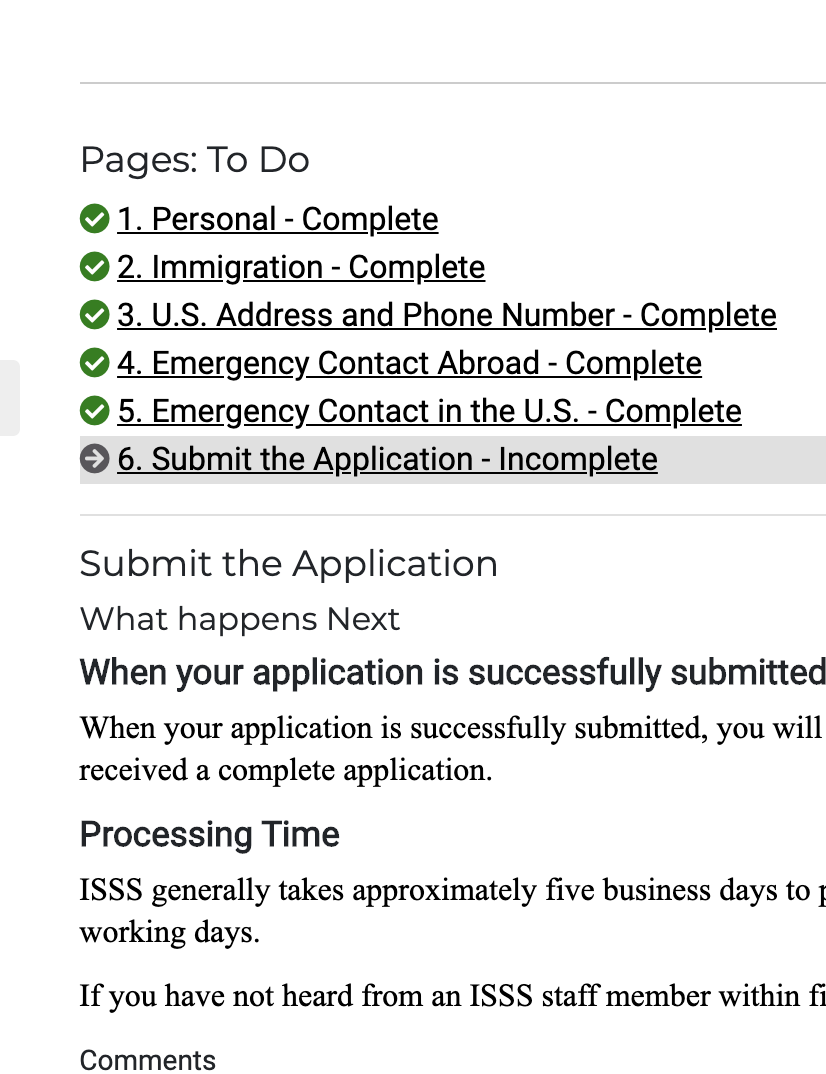 Pages: To Do
1. Personal - Complete
2. Immigration - Complete
3. U.S. Address and Phone Number - Complete
4. Emergency Contact Abroad - Complete
5. Emergency Contact in the U.S. - Complete
6. Submit the Application - Incomplete
Submit the Application
What happens Next
When your application is successfully submitted
When your application is successfully submitted, you will
received a complete application.
Processing Time
ISSS generally takes approximately five business days to
working days.
If you have not heard from an ISSS staff member within
Comments